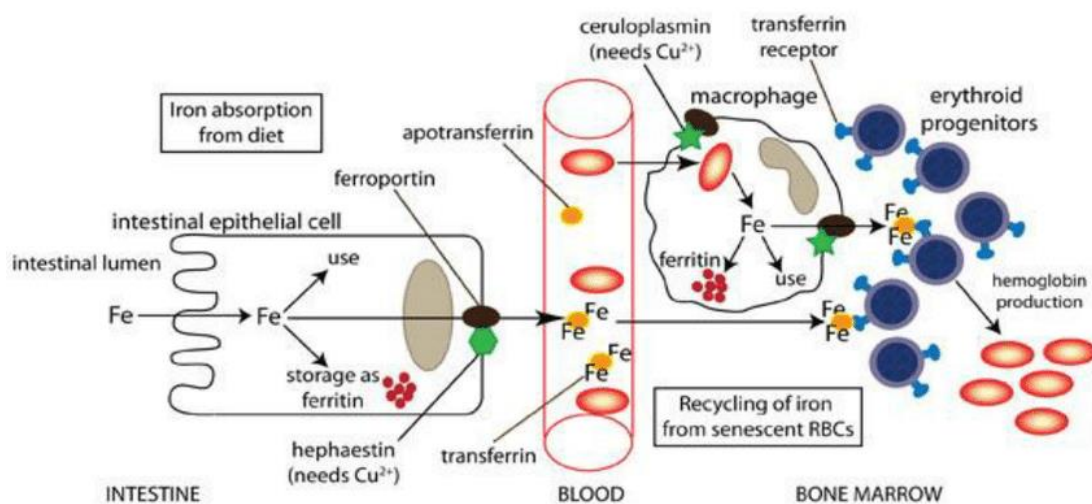 Iron absorption
from diet
intestinal epithelial cell
intestinal lumen
Fe
Fe
use
storage as
ferritin
ferroportin
hephaestin
(needs Cu²⁺)
INTESTINE
apotransferrin
Fe
Fe
Fe
Fe
transferrin
BLOOD
ceruloplasmin
(needs Cu²⁺)
macrophage
Fe
ferritin
use
transferrin
receptor
erythroid
progenitors
Fe
Fe
Fe
Fe
hemoglobin
production
Recycling of iron
from senescent RBCs
BONE MARROW